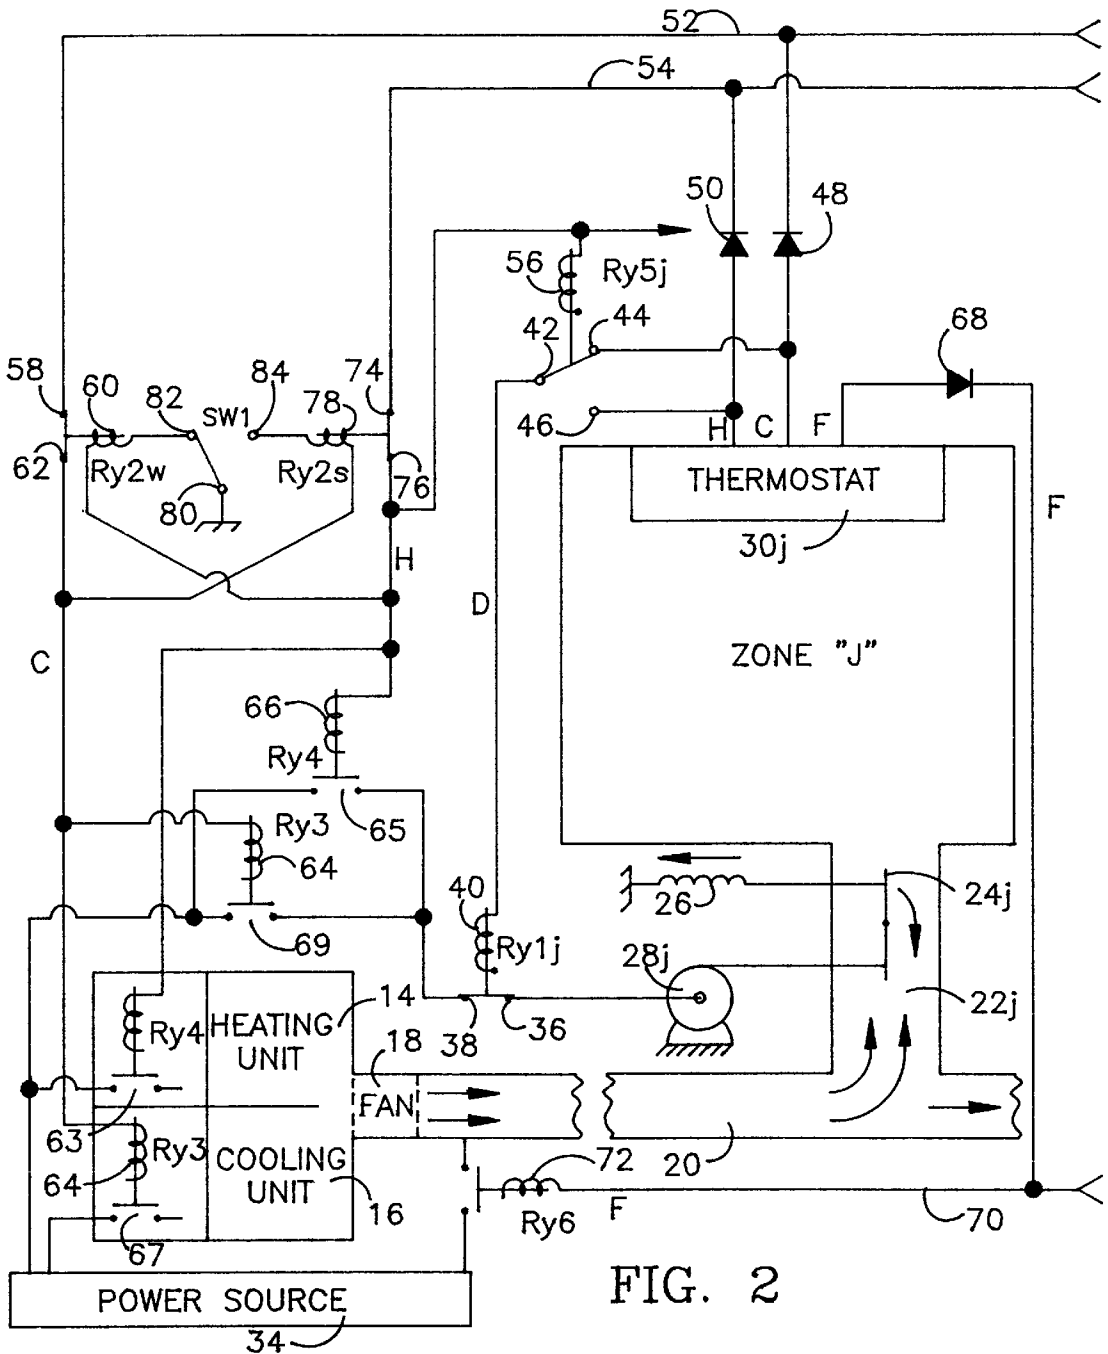 52
54
50
48
56
Ry5j
42
44
68
58
60
82
84
SW1
78
74
46
H
C
F
62
Ry2w
80
Ry2s
76
THERMOSTAT
30j
F
H
D
C
ZONE "J"
66
Ry4
65
Ry3
64
69
40
Ry1j
26
24j
28j
22j
38
36
Ry4
HEATING
UNIT
14
18
FAN
63
64
Ry3
COOLING
UNIT
16
67
72
20
Ry6
F
70
POWER SOURCE
34
FIG. 2